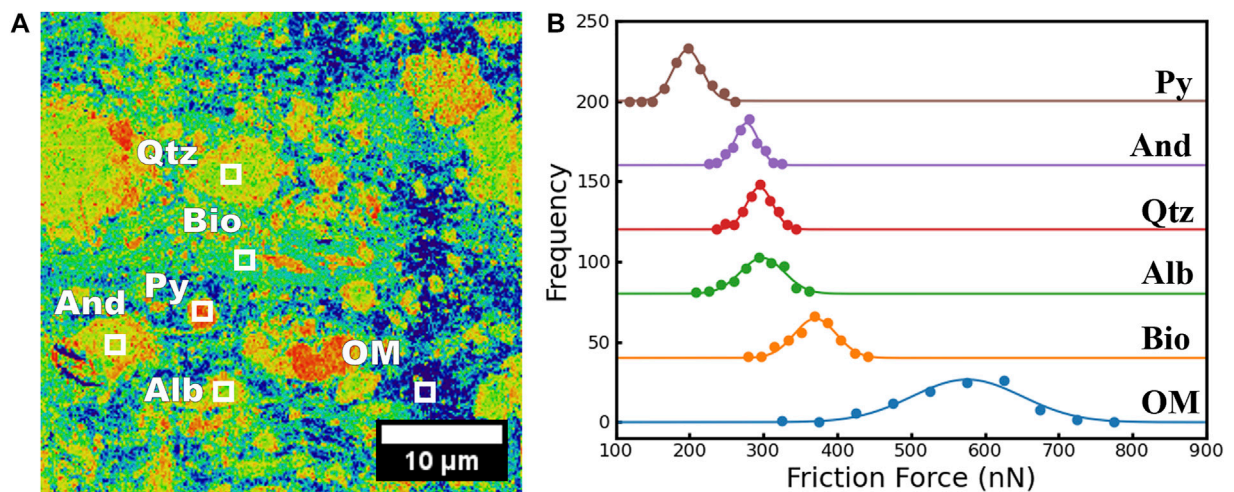 A
Qtz
Bio
Py
And
OM
Alb
10 µm
B
250
200
150
100
50
0
Frequency
Py
And
Qtz
Alb
Bio
OM
100 200 300 400 500 600 700 800 900
Friction Force (nN)